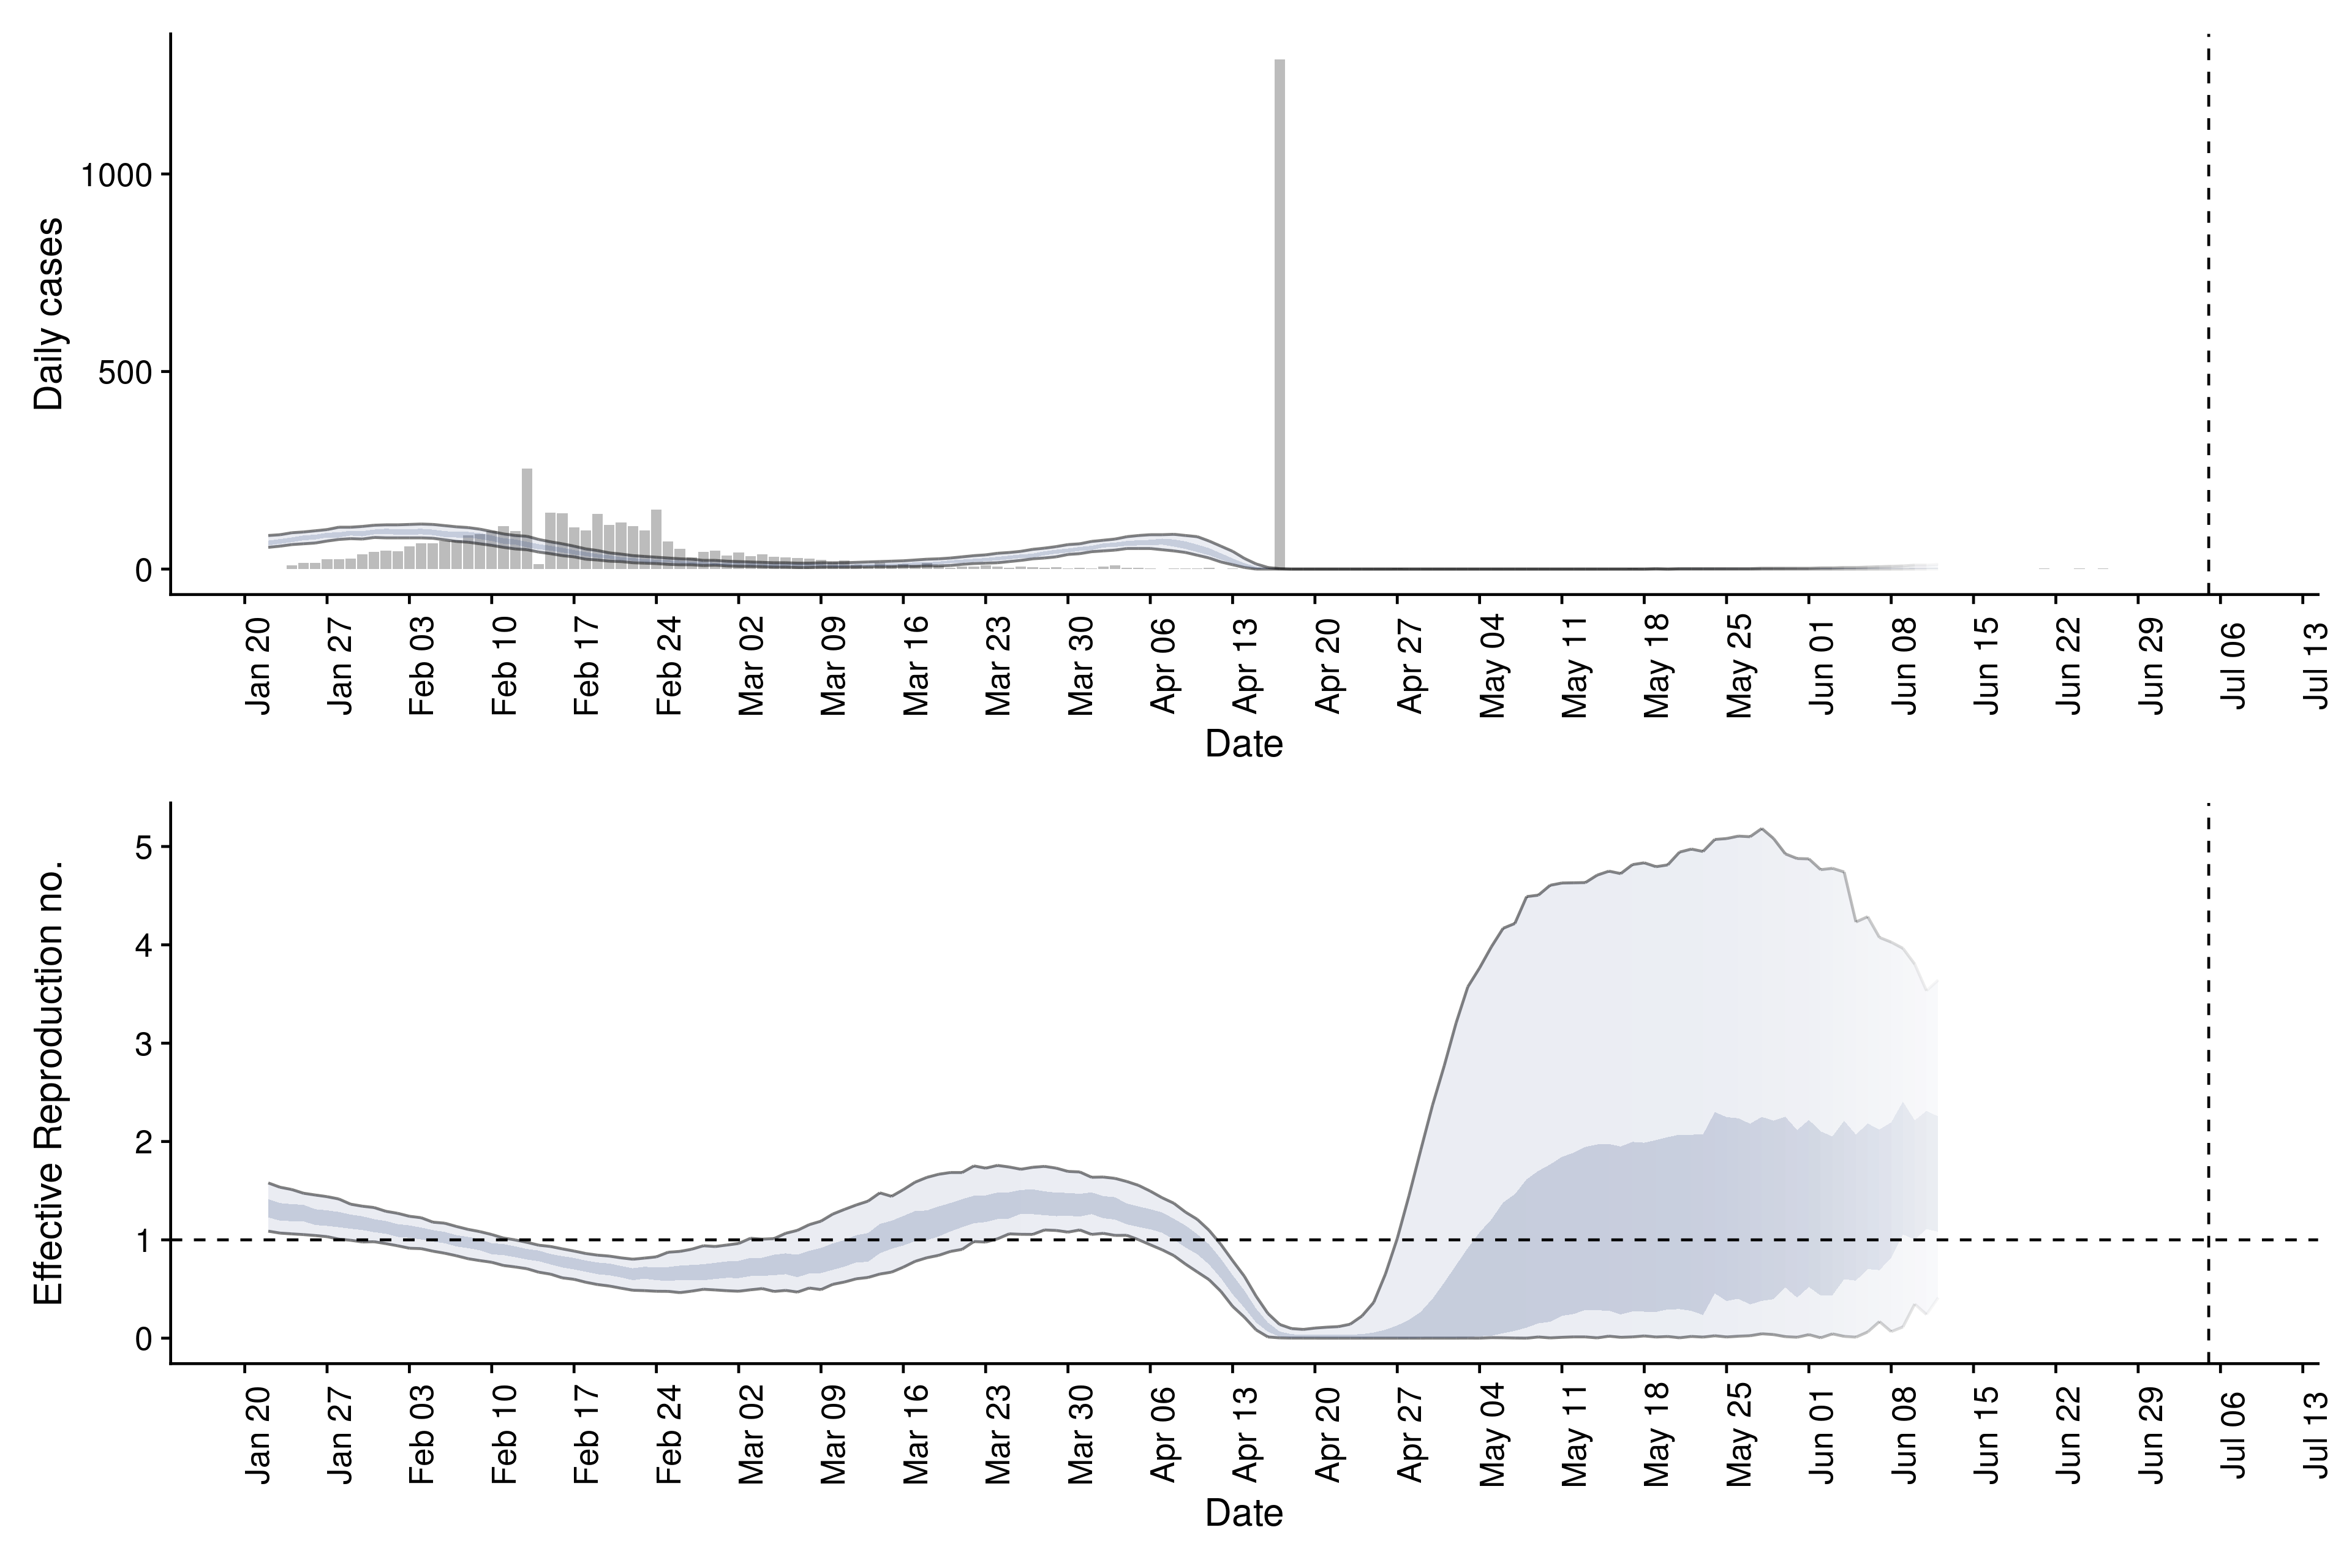 Daily cases
1000
500
0
Jan 20
Jan 27
Feb 03
Feb 10
Feb 17
Feb 24
Mar 02
Mar 09
Mar 16
Mar 23
Mar 30
Apr 06
Apr 13
Apr 20
Apr 27
May 04
May 11
May 18
May 25
Jun 01
Jun 08
Jun 15
Jun 22
Jun 29
Jul 06
Jul 13
Date
Effective Reproduction no.
5
4
3
2
1
0
Jan 20
Jan 27
Feb 03
Feb 10
Feb 17
Feb 24
Mar 02
Mar 09
Mar 16
Mar 23
Mar 30
Apr 06
Apr 13
Apr 20
Apr 27
May 04
May 11
May 18
May 25
Jun 01
Jun 08
Jun 15
Jun 22
Jun 29
Jul 06
Jul 13
Date